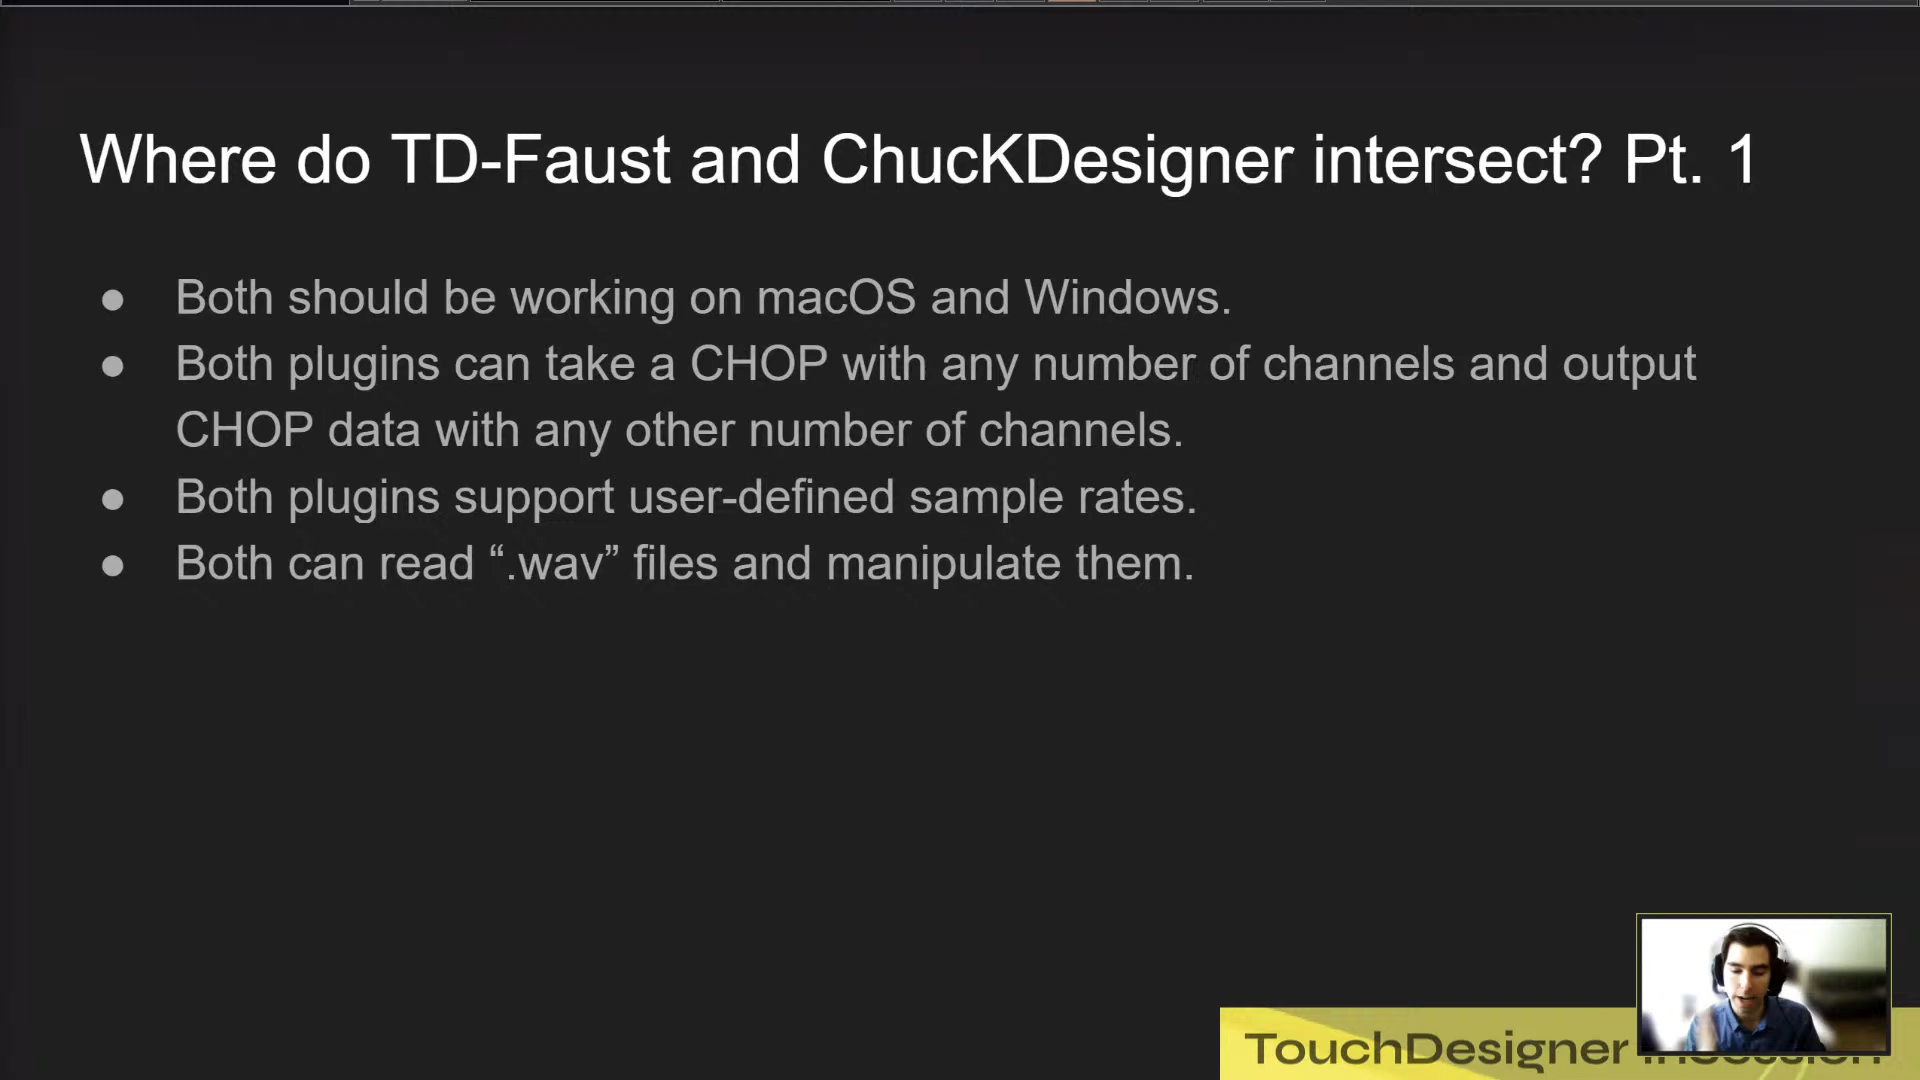 Where do TD-Faust and ChucKDesigner intersect? Pt. 1
● Both should be working on macOS and Windows.
● Both plugins can take a CHOP with any number of channels and output
CHOP data with any other number of channels.
● Both plugins support user-defined sample rates.
● Both can read “.wav” files and manipulate them.
TouchDesigner